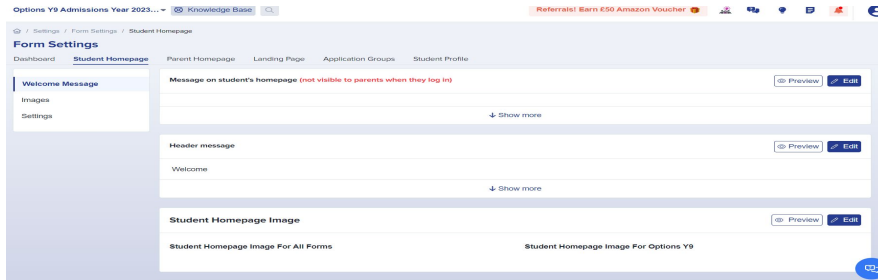 Options Y9 Admissions Year 2023... Knowledge Base Referrals! Earn £50 Amazon Voucher
/ Settings / Form Settings / Student Homepage
Form Settings
Dashboard Student Homepage Parent Homepage Landing Page Application Groups Student Profile
Welcome Message
Images
Settings
Message on student's homepage (not visible to parents when they log in) Preview Edit
Show more
Header message Preview Edit
Welcome
Show more
Student Homepage Image Preview Edit
Student Homepage Image For All Forms Student Homepage Image For Options Y9